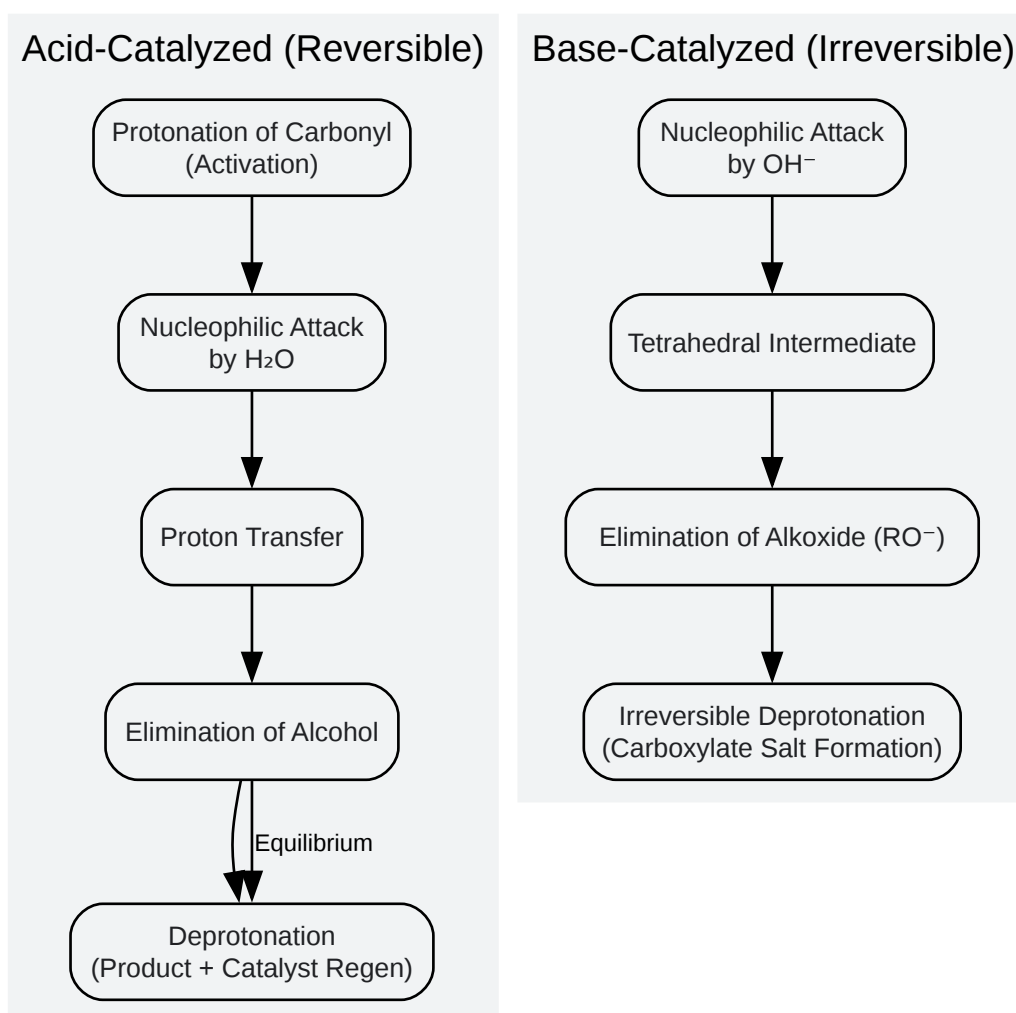 Acid-Catalyzed (Reversible)
Protonation of Carbonyl
(Activation)
Nucleophilic Attack
by H₂O
Proton Transfer
Elimination of Alcohol
Equilibrium
Deprotonation
(Product + Catalyst Regen)
Base-Catalyzed (Irreversible)
Nucleophilic Attack
by OH⁻
Tetrahedral Intermediate
Elimination of Alkoxide (RO⁻)
Irreversible Deprotonation
(Carboxylate Salt Formation)